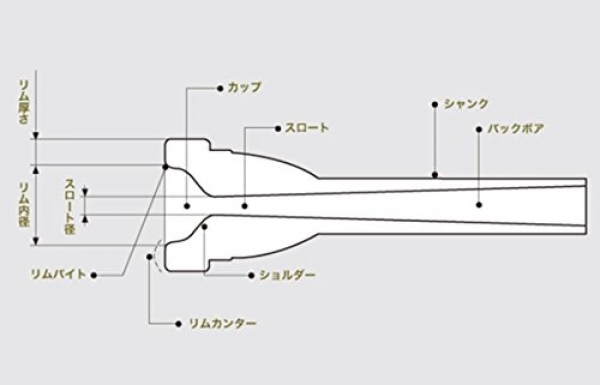 カップ
リム厚さ
シャンク
スロート
バックボア
スロート径
リム内径
リムバイト
ショルダー
リムカンター